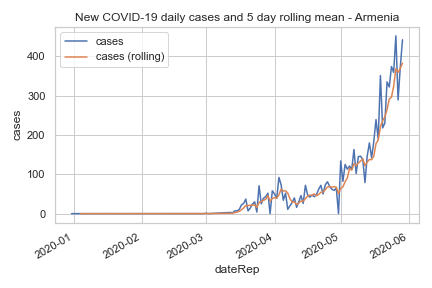 New COVID-19 daily cases and 5 day rolling mean - Armenia
cases
cases (rolling)
400
300
200
100
0
cases
2020-01
2020-02
2020-03
2020-04
2020-05
2020-06
dateRep